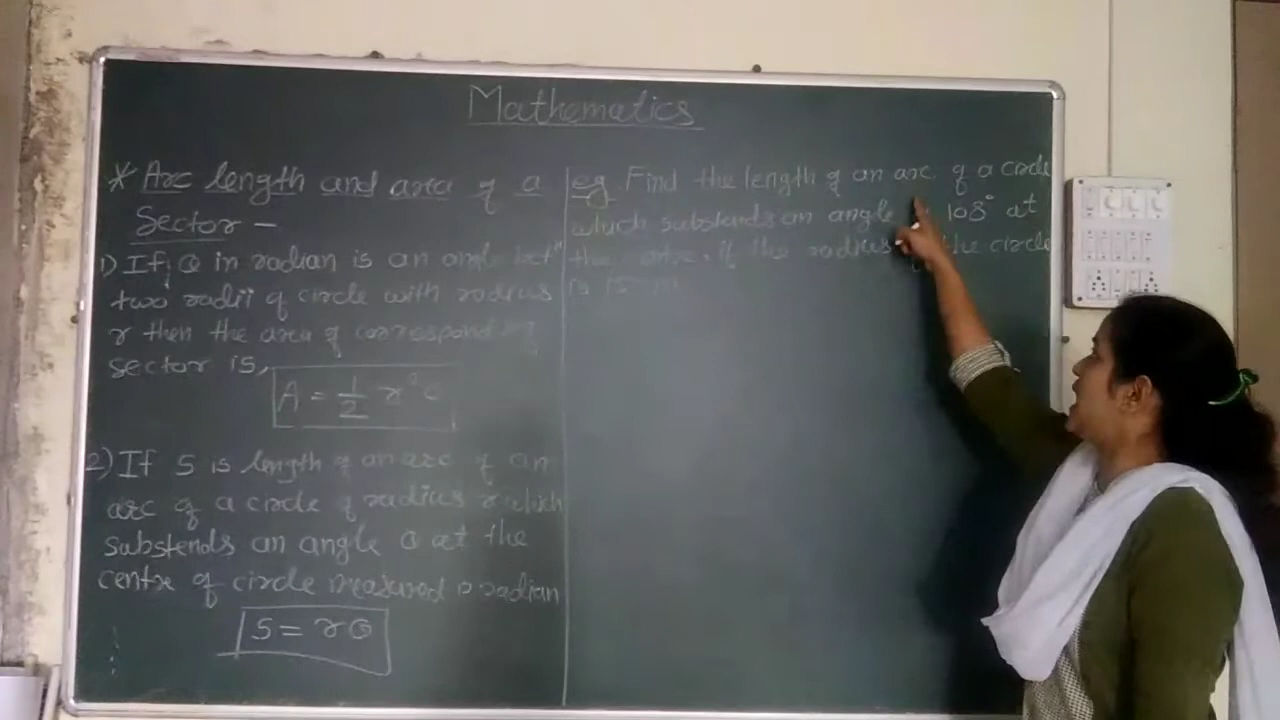 Mathematics
* Arc length and area of a
Sector -
1) If θ in radian is an angle betn
two radii of circle with radius
r then the area of corresponding
sector is,
A = 1/2 r²θ
2) If S is length of an arc of an
arc of a circle of radius r which
substends an angle θ at the
centre of circle measured in radian
S = rθ
eg. Find the length of an arc of a circle
which substends an angle 108° at
the centre, if the radius of the circle
is 15